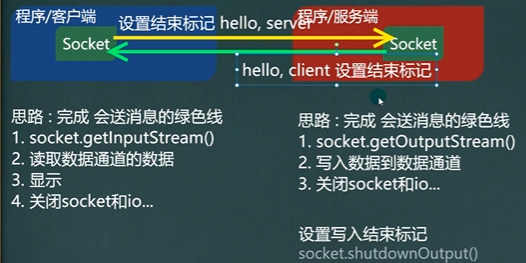 程序/客户端
设置结束标记 hello, server
程序/服务端
Socket
Socket
hello, client 设置结束标记
思路 : 完成 会送消息的绿色线
1. socket.getInputStream()
2. 读取数据通道的数据
3. 显示
4. 关闭socket和io...
思路 : 完成 会送消息的绿色线
1. socket.getOutputStream()
2. 写入数据到数据通道
3. 关闭socket和io...
设置写入结束标记
socket.shutdownOutput()